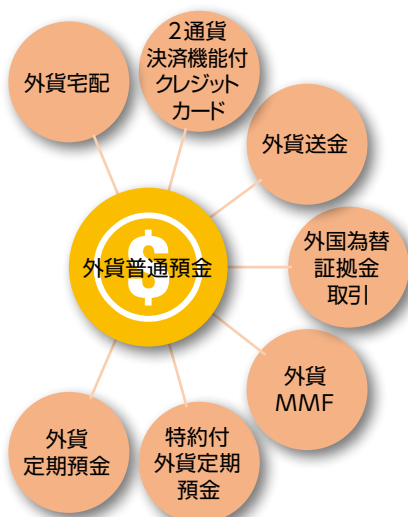 外貨宅配
2通貨
決済機能付
クレジット
カード
外貨送金
外国為替
証拠金
取引
外貨普通預金
外貨
MMF
特約付
外貨定期
預金
外貨
定期預金